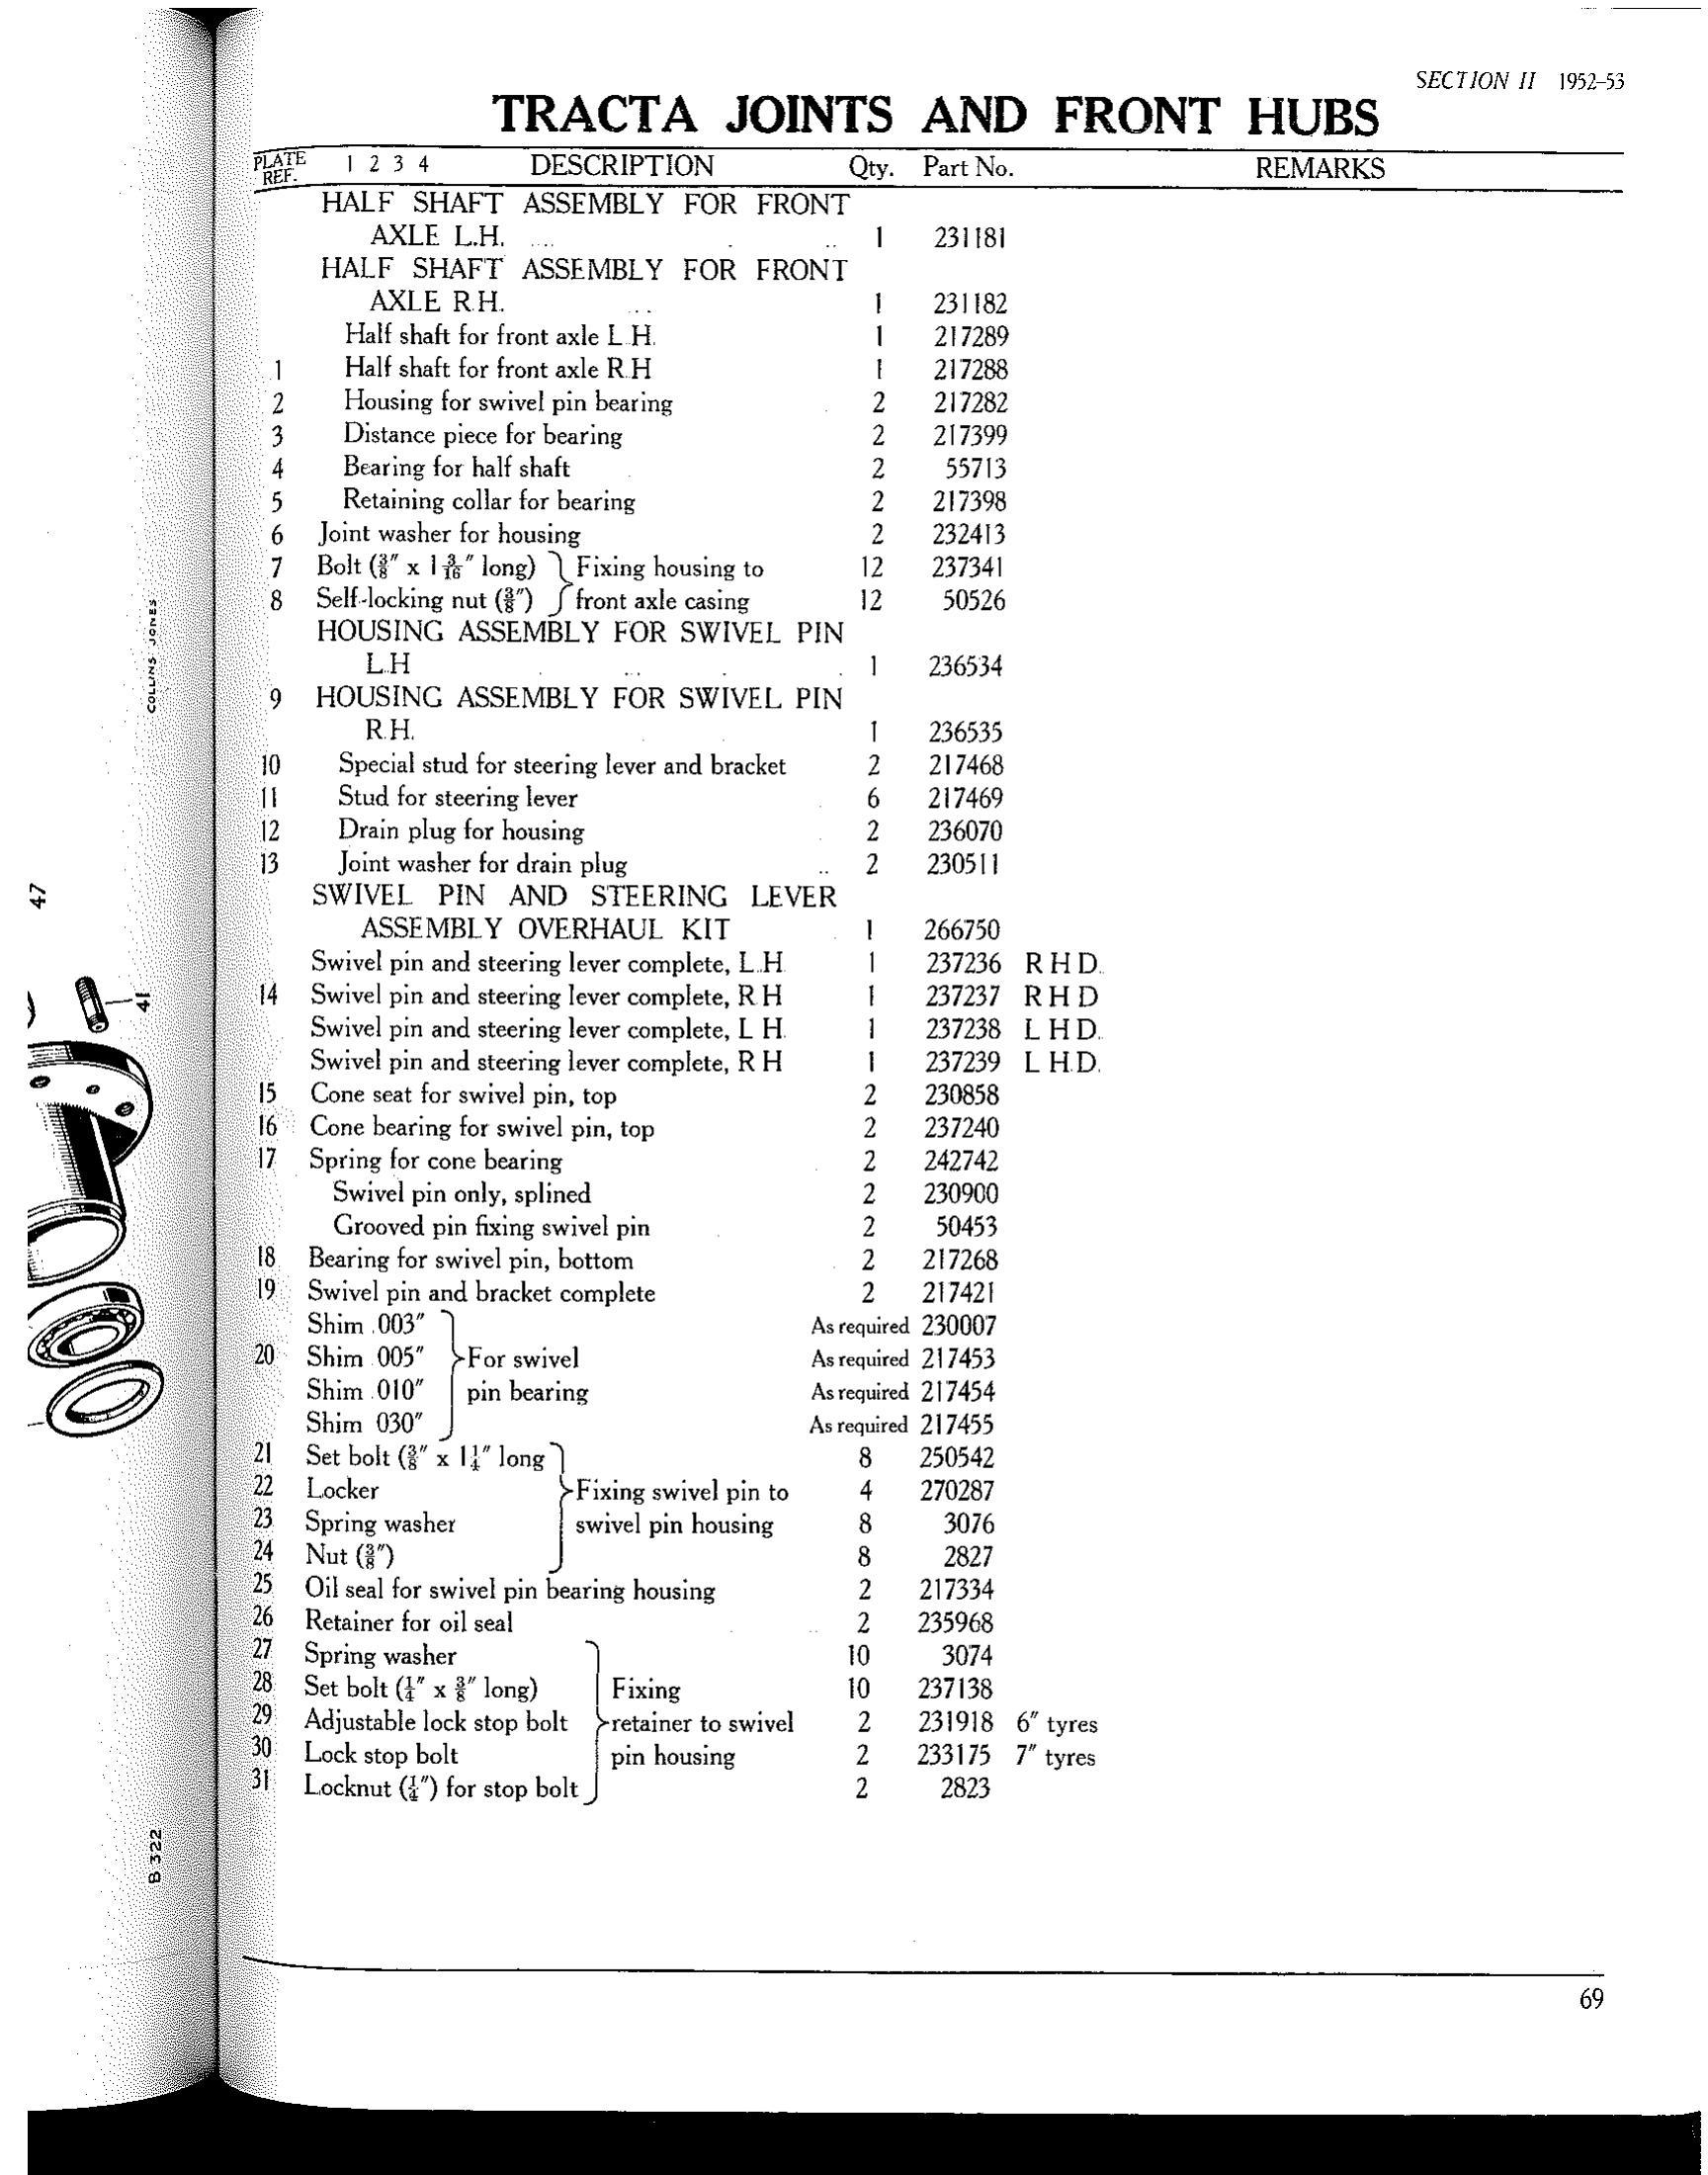 SECTION II 1952–53
TRACTA JOINTS AND FRONT HUBS
PLATE REF. 1 2 3 4 DESCRIPTION Qty. Part No. REMARKS
HALF SHAFT ASSEMBLY FOR FRONT
AXLE L.H. .... . .. 1 231181
HALF SHAFT ASSEMBLY FOR FRONT
AXLE R.H. ... 1 231182
Half shaft for front axle L.H. 1 217289
1 Half shaft for front axle R.H 1 217288
2 Housing for swivel pin bearing 2 217282
3 Distance piece for bearing 2 217399
4 Bearing for half shaft 2 55713
5 Retaining collar for bearing 2 217398
6 Joint washer for housing 2 232413
7 Bolt (⅜″ x 1 3/16″ long) } Fixing housing to 12 237341
8 Self-locking nut (⅜″) } front axle casing 12 50526
HOUSING ASSEMBLY FOR SWIVEL PIN
L.H . ... . . 1 236534
9 HOUSING ASSEMBLY FOR SWIVEL PIN
R.H. 1 236535
10 Special stud for steering lever and bracket 2 217468
11 Stud for steering lever 6 217469
12 Drain plug for housing 2 236070
13 Joint washer for drain plug .. 2 230511
SWIVEL PIN AND STEERING LEVER
ASSEMBLY OVERHAUL KIT 1 266750
Swivel pin and steering lever complete, L.H 1 237236 R H D.
14 Swivel pin and steering lever complete, R H 1 237237 R H D
Swivel pin and steering lever complete, L H. 1 237238 L H D.
Swivel pin and steering lever complete, R H 1 237239 L H.D.
15 Cone seat for swivel pin, top 2 230858
16 Cone bearing for swivel pin, top 2 237240
17 Spring for cone bearing 2 242742
Swivel pin only, splined 2 230900
Grooved pin fixing swivel pin 2 50453
18 Bearing for swivel pin, bottom 2 217268
19 Swivel pin and bracket complete 2 217421
Shim .003″ As required 230007
20 Shim .005″ } For swivel As required 217453
Shim .010″ pin bearing As required 217454
Shim 030″ As required 217455
21 Set bolt (⅜″ x 1¼″ long 8 250542
22 Locker } Fixing swivel pin to 4 270287
23 Spring washer swivel pin housing 8 3076
24 Nut (⅜″) 8 2827
25 Oil seal for swivel pin bearing housing 2 217334
26 Retainer for oil seal .. 2 235968
27 Spring washer 10 3074
28 Set bolt (¼″ x ⅜″ long) Fixing 10 237138
29 Adjustable lock stop bolt } retainer to swivel 2 231918 6″ tyres
30 Lock stop bolt pin housing 2 233175 7″ tyres
31 Locknut (¼″) for stop bolt 2 2823
69
COLLINS JONES
47
41
B 322